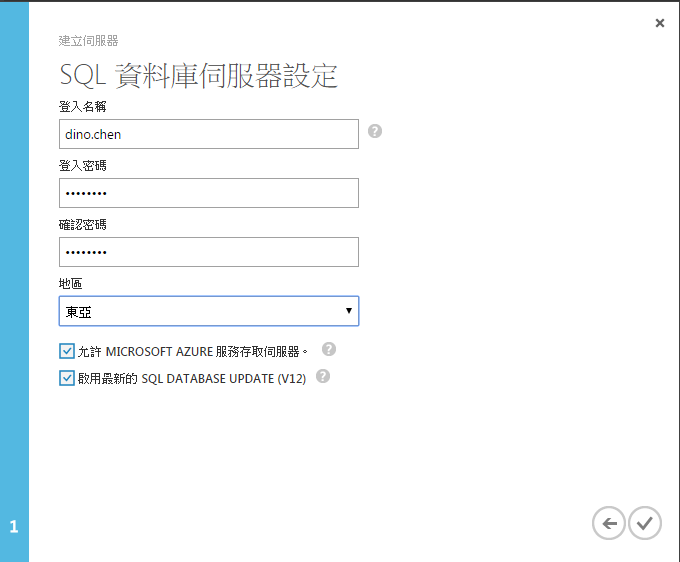 建立伺服器
SQL 資料庫伺服器設定
登入名稱
dino.chen
?
登入密碼
••••••••
確認密碼
••••••••
地區
東亞
允許 MICROSOFT AZURE 服務存取伺服器。 ?
啟用最新的 SQL DATABASE UPDATE (V12) ?
1